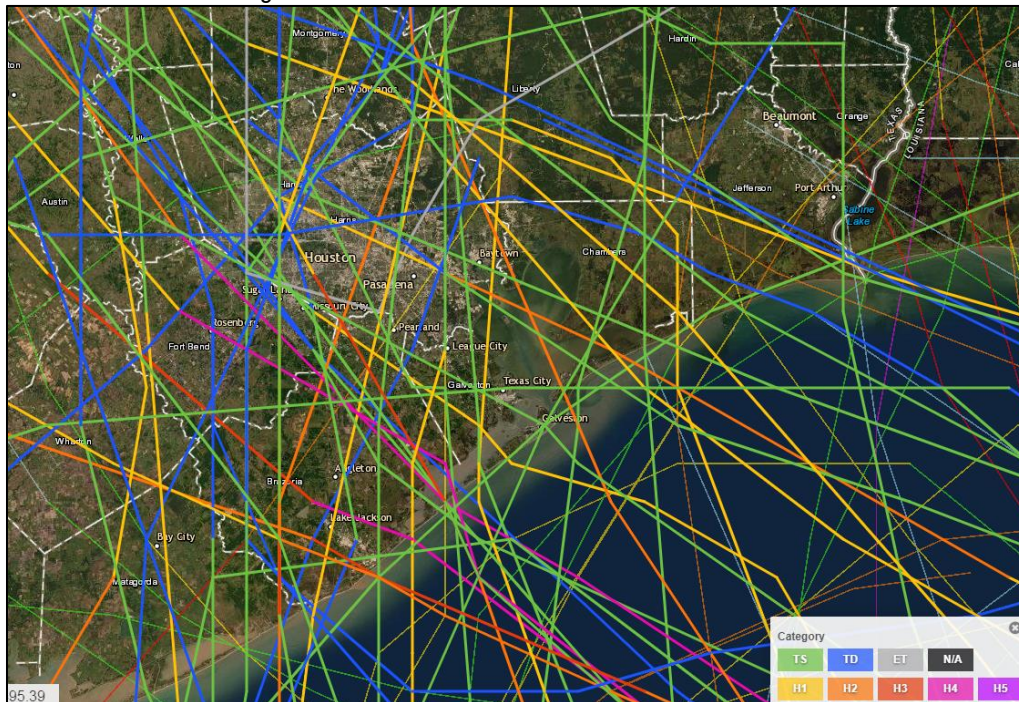 Montgomery
Hardin
The Woodlands
Liberty
Beaumont
Orange
TEXAS
LOUISIANA
Harris
Austin
Jefferson
Port Arthur
Harris
Sabine
Lake
Houston
Baytown
Chambers
Pasadena
Sugar Land
Missouri City
Rosenberg
Pearland
Fort Bend
League City
Galveston
Texas City
Galveston
Wharton
Angleton
Brazoria
Lake Jackson
Bay City
Matagorda
Category
TS TD ET N/A
H1 H2 H3 H4 H5
95.39